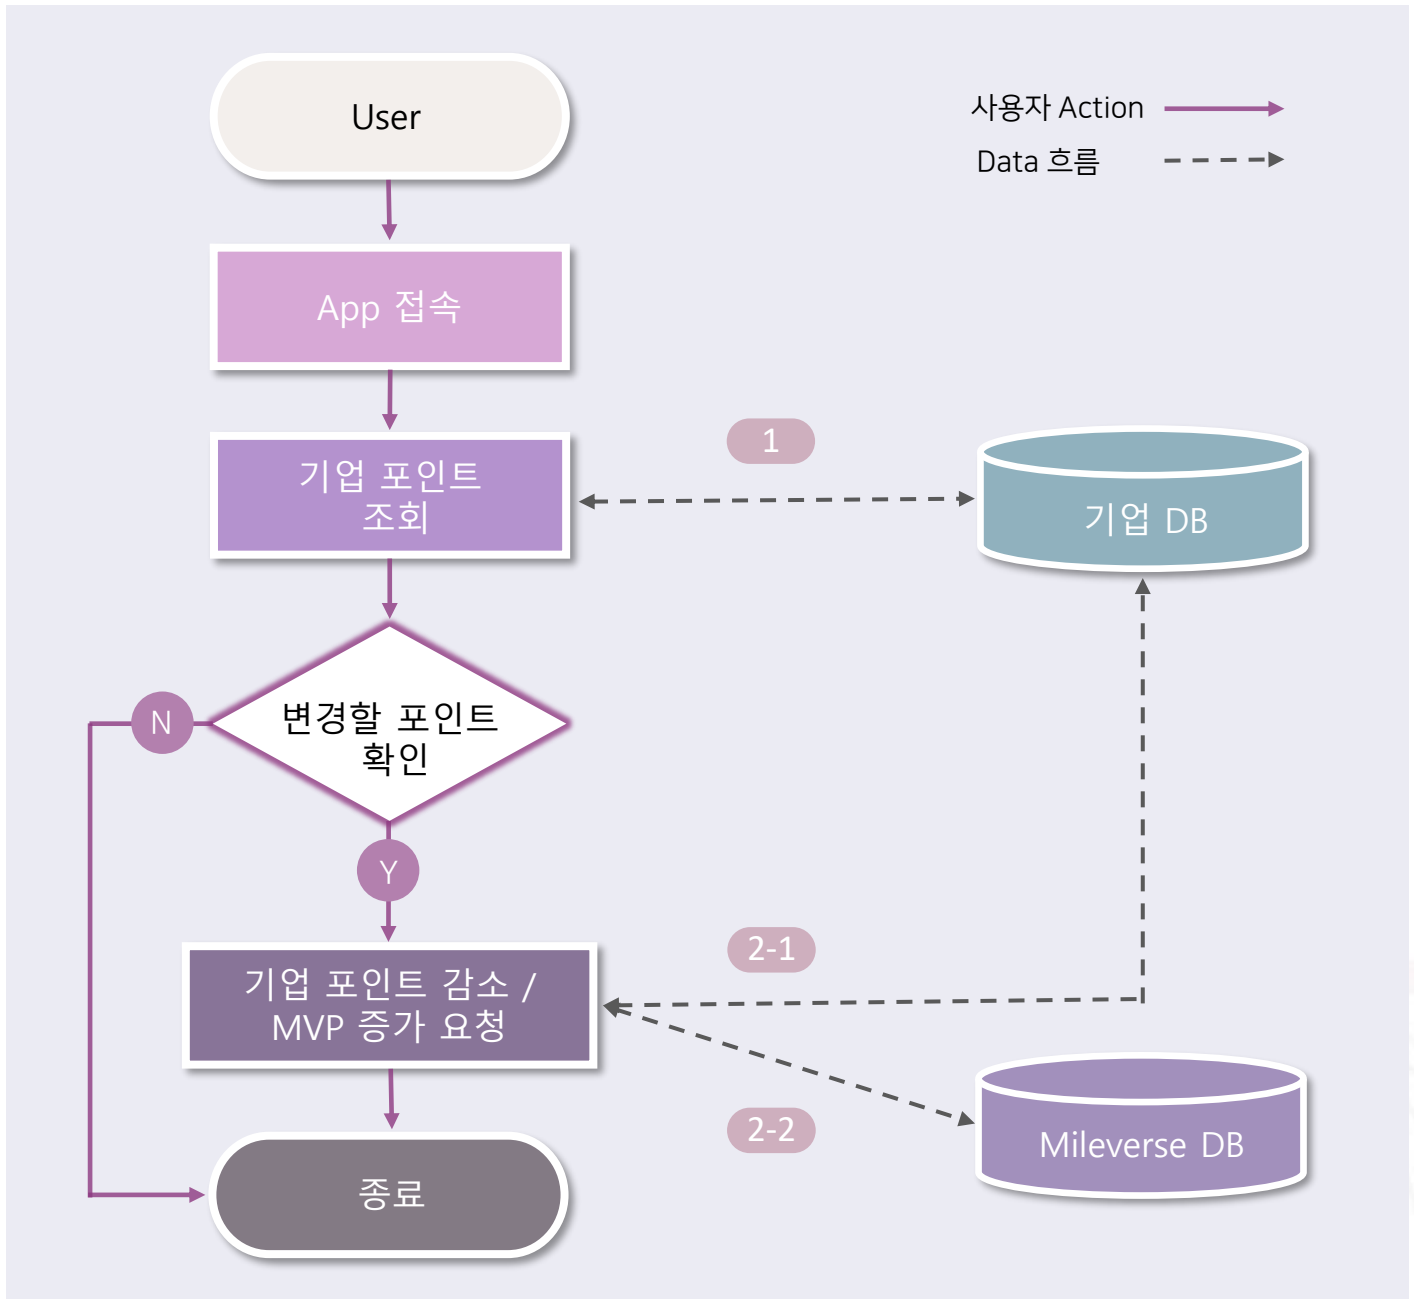 User
사용자 Action
Data 흐름
App 접속
기업 포인트
조회
1
기업 DB
변경할 포인트
확인
N
Y
기업 포인트 감소 /
MVP 증가 요청
2-1
2-2
Mileverse DB
종료